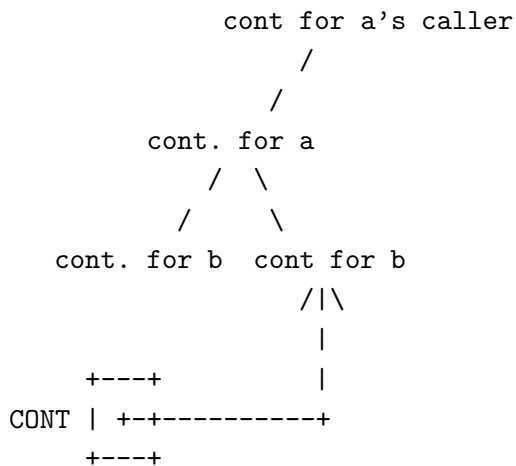 cont for a's caller
/
/
cont. for a
/ \
/ \
cont. for b cont for b
/|\
|
+---+ |
CONT | +-+----------+
+---+